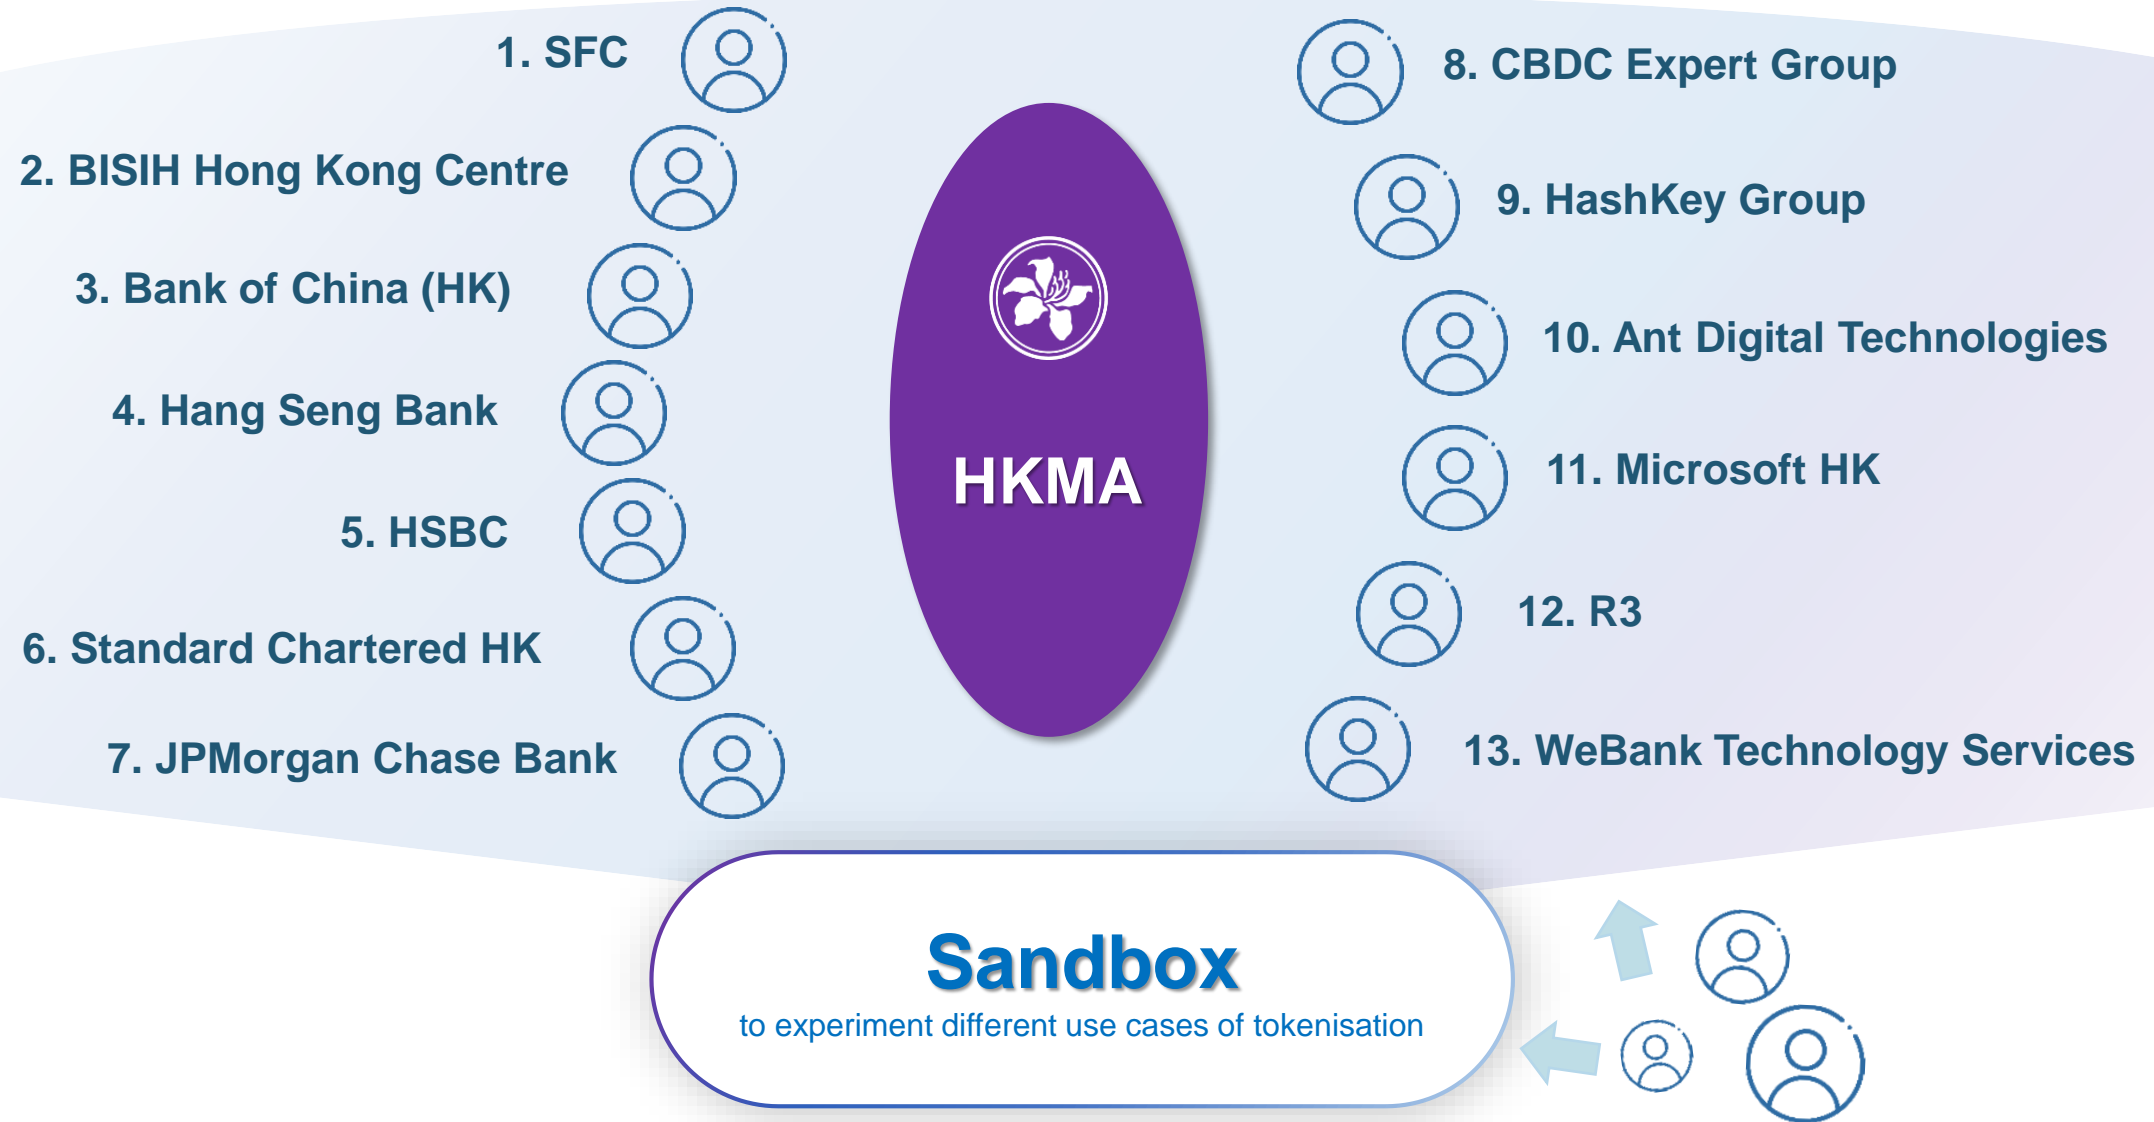 1. SFC
2. BISIH Hong Kong Centre
3. Bank of China (HK)
4. Hang Seng Bank
5. HSBC
6. Standard Chartered HK
7. JPMorgan Chase Bank
HKMA
8. CBDC Expert Group
9. HashKey Group
10. Ant Digital Technologies
11. Microsoft HK
12. R3
13. WeBank Technology Services
Sandbox
to experiment different use cases of tokenisation